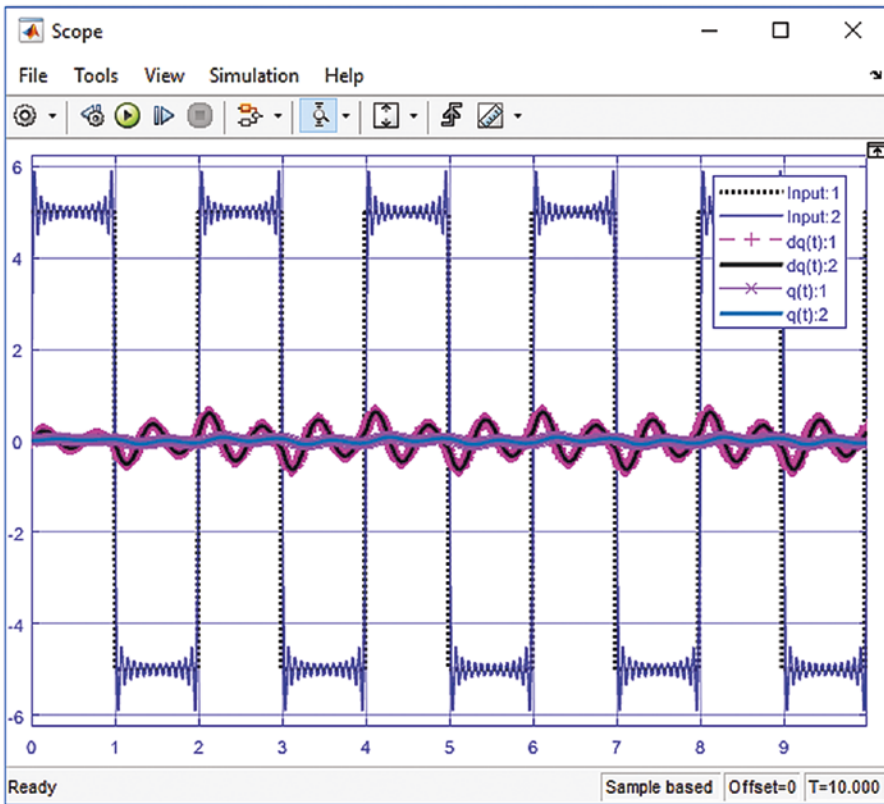 Scope
File Tools View Simulation Help
6
4
2
0
-2
-4
-6
Input:1
Input:2
dq(t):1
dq(t):2
q(t):1
q(t):2
0 1 2 3 4 5 6 7 8 9
Ready Sample based Offset=0 T=10.000